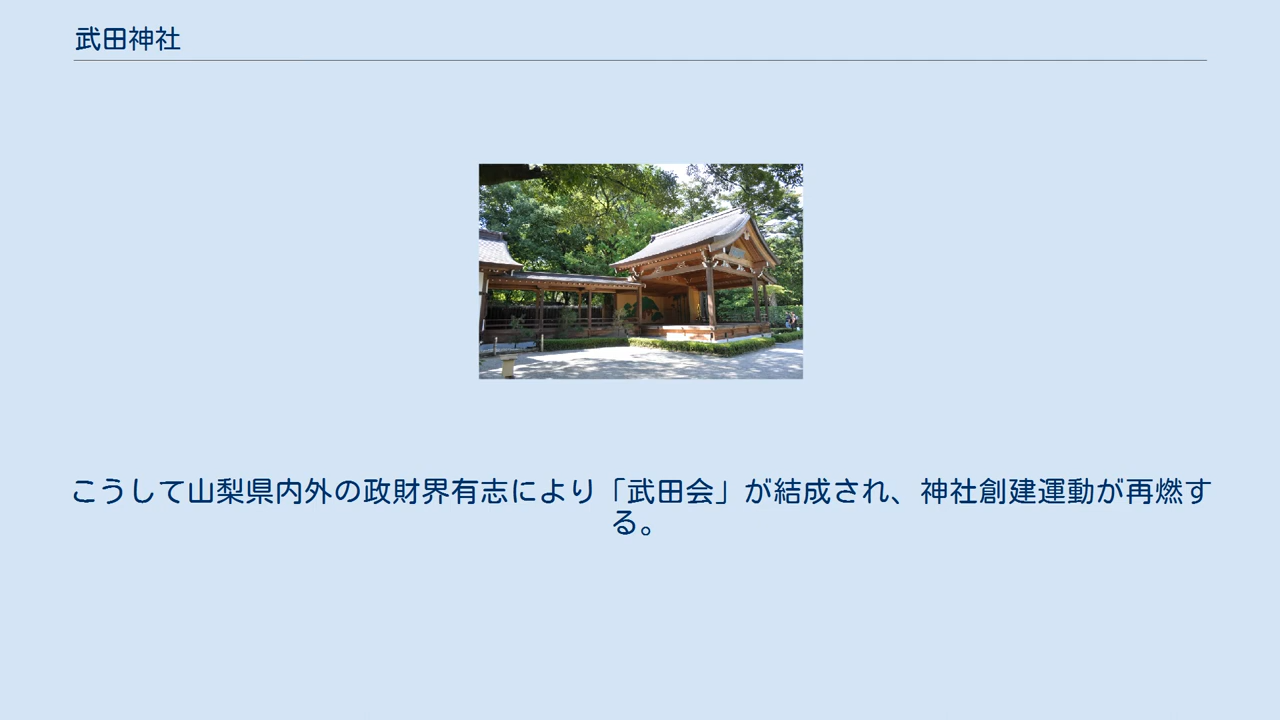 武田神社
こうして山梨県内外の政財界有志により「武田会」が結成され、神社創建運動が再燃す
る。